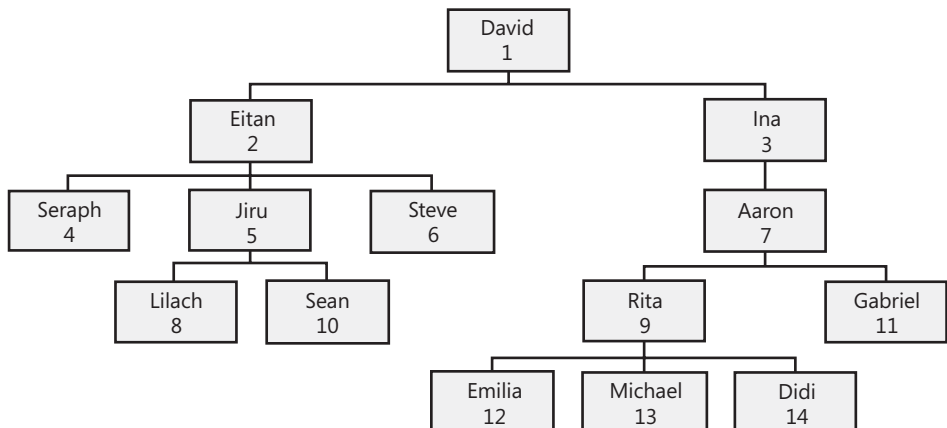 David
1
Eitan
2
Ina
3
Seraph
4
Jiru
5
Steve
6
Aaron
7
Lilach
8
Sean
10
Rita
9
Gabriel
11
Emilia
12
Michael
13
Didi
14